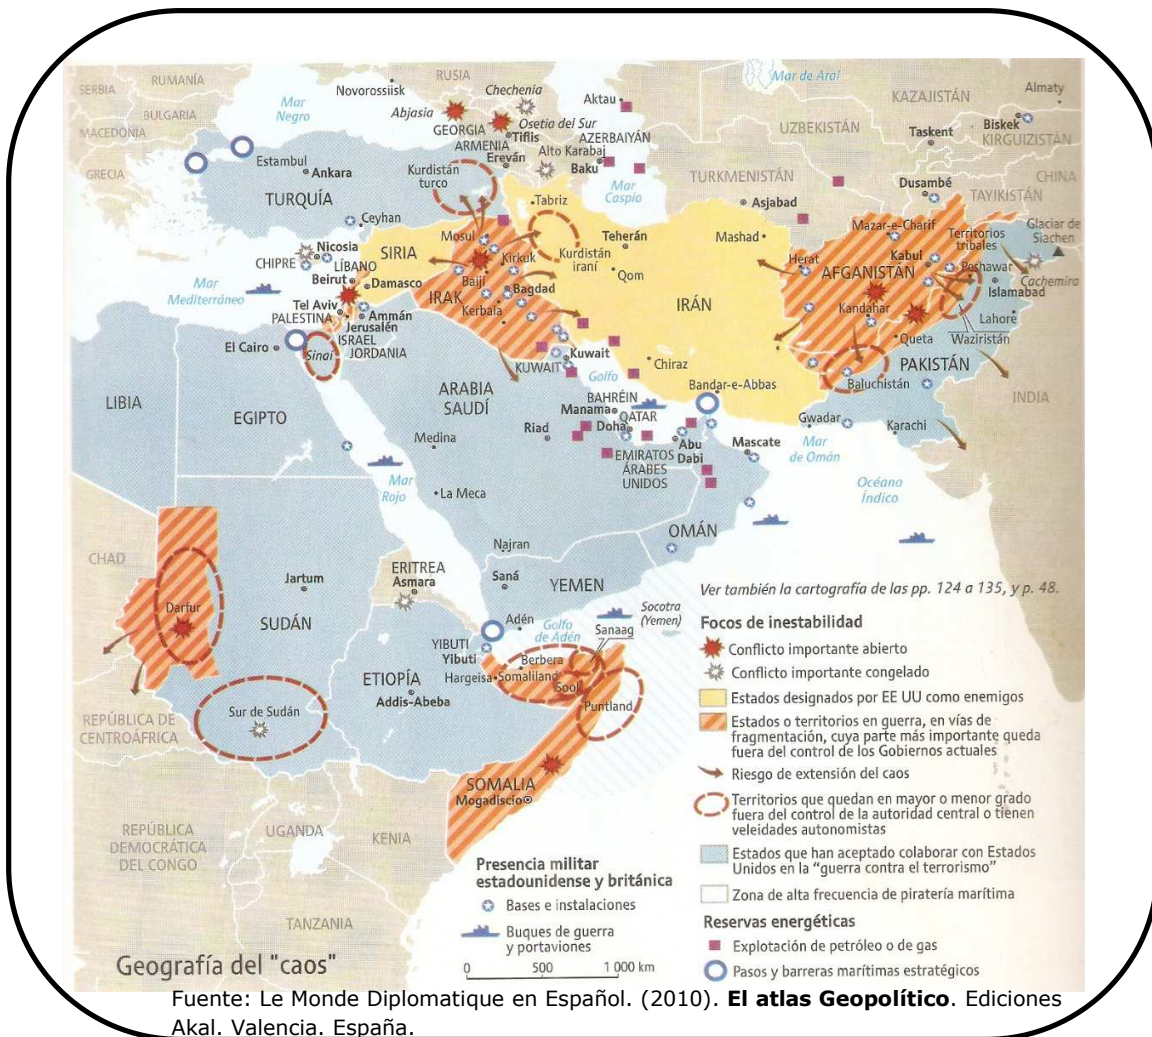 SERBIA
RUMANÍA
BULGARIA
MACEDONIA
GRECIA
Mar
Negro
Novorossiisk
RUSIA
Chechenia
Abjasia
Osetia del Sur
GEORGIA
Tiflis
ARMENIA
Ereván
Alto Karabaj
AZERBAIYÁN
Baku
Aktau
Mar
Caspio
Mar de Aral
KAZAJISTÁN
Almaty
UZBEKISTÁN
Taskent
Biskek
KIRGUIZISTÁN
TURKMENISTÁN
Asjabad
Dusambé
TAYIKISTÁN
CHINA
Estambul
Ankara
TURQUÍA
Ceyhan
Kurdistán
turco
Tabriz
Teherán
Kurdistán
iraní
Qom
Mashad
IRÁN
Chiraz
Bandar-e-Abbas
Mazar-e-Charif
Territorios
tribales
Glaciar de
Siachen
Herat
AFGANISTÁN
Kabul
Peshawar
Cachemira
Islamabad
Kandahar
Lahore
Waziristán
Queta
PAKISTÁN
Baluchistán
INDIA
Gwadar
Karachi
Nicosia
CHIPRE
LÍBANO
Beirut
SIRIA
Damasco
Mar
Mediterráneo
Tel Aviv
PALESTINA
Ammán
Jerusalén
ISRAEL
JORDANIA
Mosul
Kirkuk
Baiji
Bagdad
IRAK
Kerbala
Kuwait
KUWAIT
Golfo
El Cairo
Sinaí
LIBIA
EGIPTO
ARABIA
SAUDÍ
BAHRÉIN
Manama
QATAR
Doha
Riad
Abu
Dabi
EMIRATOS
ÁRABES
UNIDOS
Mascate
Mar
de Omán
Océano
Índico
Medina
La Meca
Mar
Rojo
OMÁN
Najran
YEMEN
Saná
Adén
Golfo
de Adén
Socotra
(Yemen)
CHAD
Darfur
Jartum
SUDÁN
ERITREA
Asmara
YIBUTI
Yibuti
Berbera
Sanaag
Hargeisa
Somaliland
Sool
Puntland
ETIOPÍA
Addis-Abeba
Sur de Sudán
REPÚBLICA DE
CENTROÁFRICA
SOMALIA
Mogadiscio
REPÚBLICA
DEMOCRÁTICA
DEL CONGO
UGANDA
KENIA
TANZANIA
Ver también la cartografía de las pp. 124 a 135, y p. 48.
Focos de inestabilidad
Conflicto importante abierto
Conflicto importante congelado
Estados designados por EE UU como enemigos
Estados o territorios en guerra, en vías de
fragmentación, cuya parte más importante queda
fuera del control de los Gobiernos actuales
Riesgo de extensión del caos
Territorios que quedan en mayor o menor grado
fuera del control de la autoridad central o tienen
veleidades autonomistas
Estados que han aceptado colaborar con Estados
Unidos en la "guerra contra el terrorismo"
Zona de alta frecuencia de piratería marítima
Reservas energéticas
Explotación de petróleo o de gas
Pasos y barreras marítimas estratégicos
Presencia militar
estadounidense y británica
Bases e instalaciones
Buques de guerra
y portaviones
0 500 1 000 km
Geografía del "caos"
Fuente: Le Monde Diplomatique en Español. (2010). El atlas Geopolítico. Ediciones
Akal. Valencia. España.